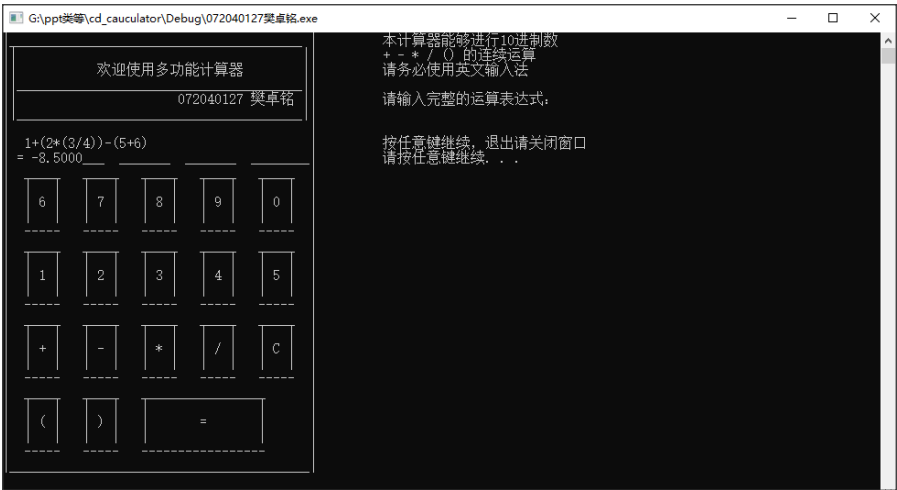 G:\ppt类等\cd_cauculator\Debug\072040127樊卓铭.exe
欢迎使用多功能计算器
072040127 樊卓铭
1+(2*(3/4))-(5+6)
= -8.5000
6 7 8 9 0
1 2 3 4 5
+ - * / C
( ) =
本计算器能够进行10进制数
+ - * / () 的连续运算
请务必使用英文输入法
请输入完整的运算表达式:
按任意键继续, 退出请关闭窗口
请按任意键继续. . .